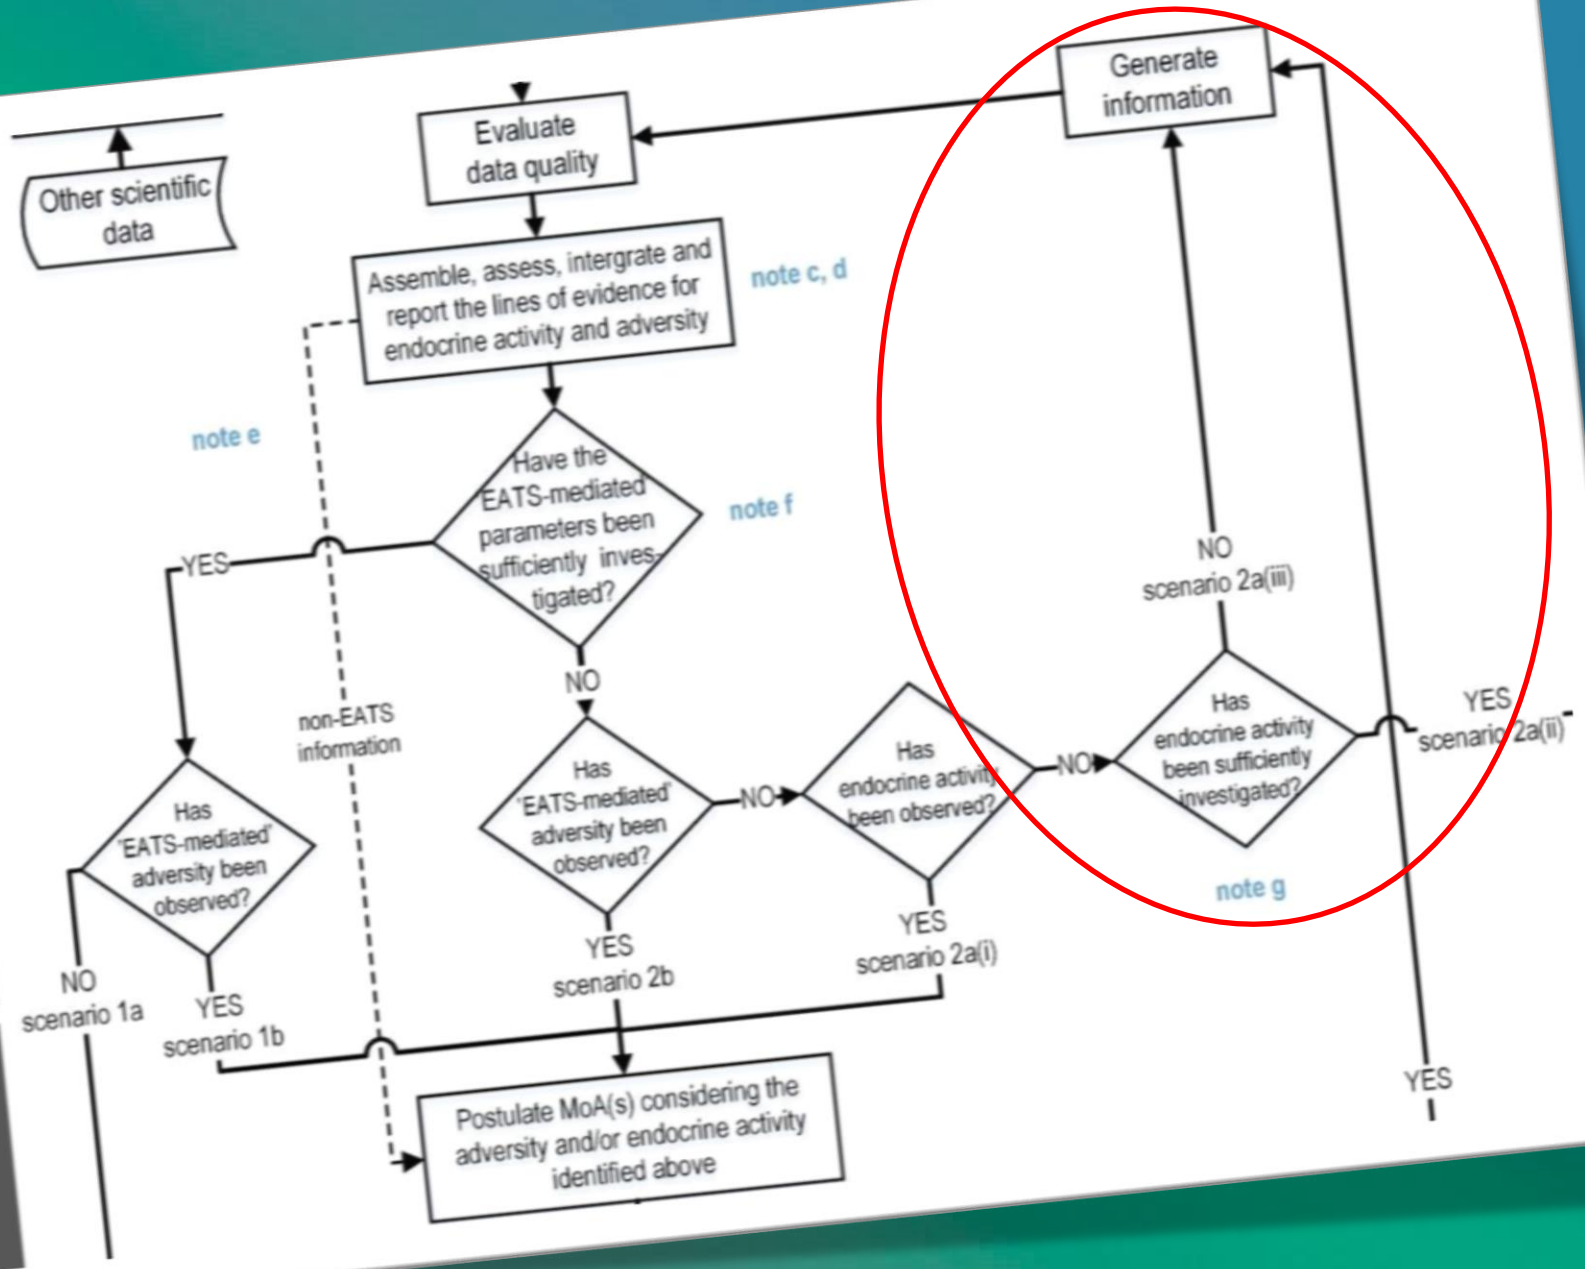 Generate
information
Evaluate
data quality
Other scientific
data
Assemble, assess, intergrate and
report the lines of evidence for
endocrine activity and adversity
note c, d
note e
Have the
EATS-mediated
parameters been
sufficiently inves-
tigated?
note f
YES
NO
scenario 2a(iii)
NO
non-EATS
information
Has
'EATS-mediated'
adversity been
observed?
Has
'EATS-mediated'
adversity been
observed?
NO
Has
endocrine activity
been observed?
NO
Has
endocrine activity
been sufficiently
investigated?
YES
scenario 2a(ii)
note g
NO
scenario 1a
YES
scenario 1b
YES
scenario 2b
YES
scenario 2a(i)
YES
Postulate MoA(s) considering the
adversity and/or endocrine activity
identified above